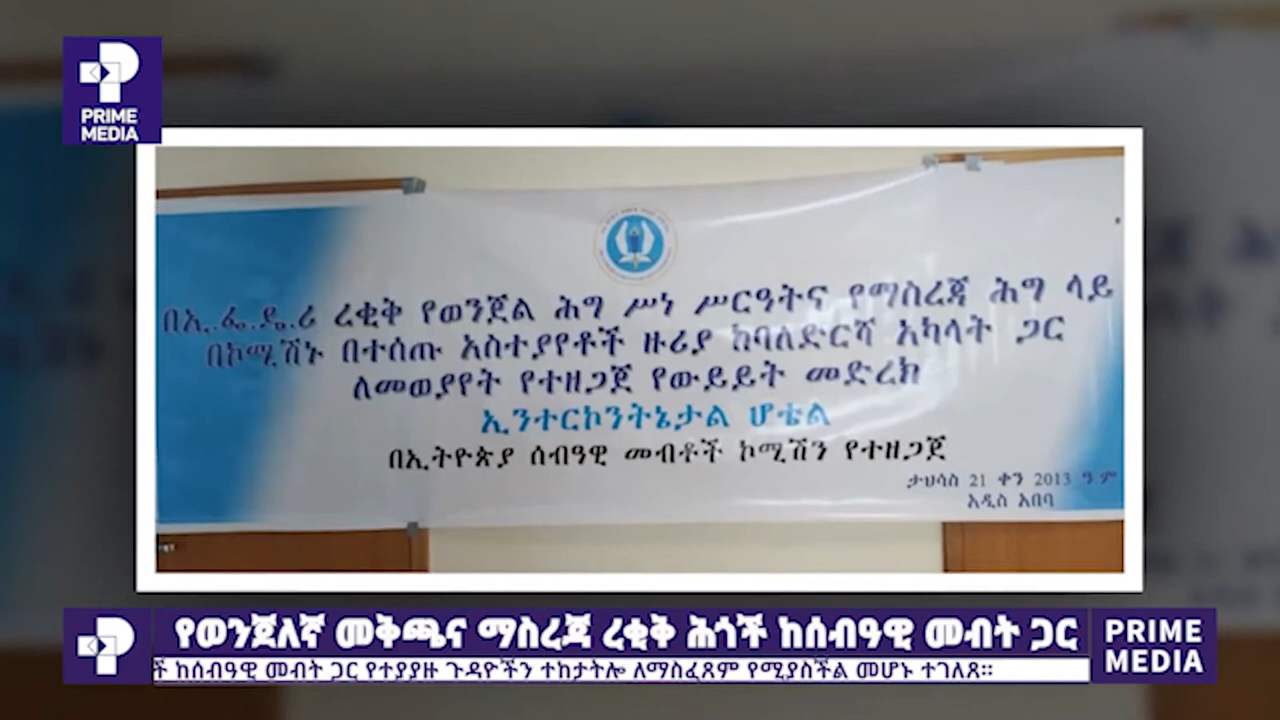 PRIME
MEDIA
በኢ.ፌ.ዴ.ሪ ረቂቅ የወንጀል ሕግ ሥነ ሥርዓትና የማስረጃ ሕግ ላይ
በኮሚሽኑ በተሰጡ አስተያየቶች ዙሪያ ከባለድርሻ አካላት ጋር
ለመወያየት የተዘጋጀ የውይይት መድረክ
ኢንተርኮንትኔታል ሆቴል
በኢትዮጵያ ሰብዓዊ መብቶች ኮሚሽን የተዘጋጀ
ታህሳስ 21 ቀን 2013 ዓ ም
አዲስ አበባ
የወንጀለኛ መቅጫና ማስረጃ ረቂቅ ሕጎች ከሰብዓዊ መብት ጋር
ች ከሰብዓዊ መብት ጋር የተያያዙ ጉዳዮችን ተከታትሎ ለማስፈጸም የሚያስችል መሆኑ ተገለጸ።
PRIME
MEDIA